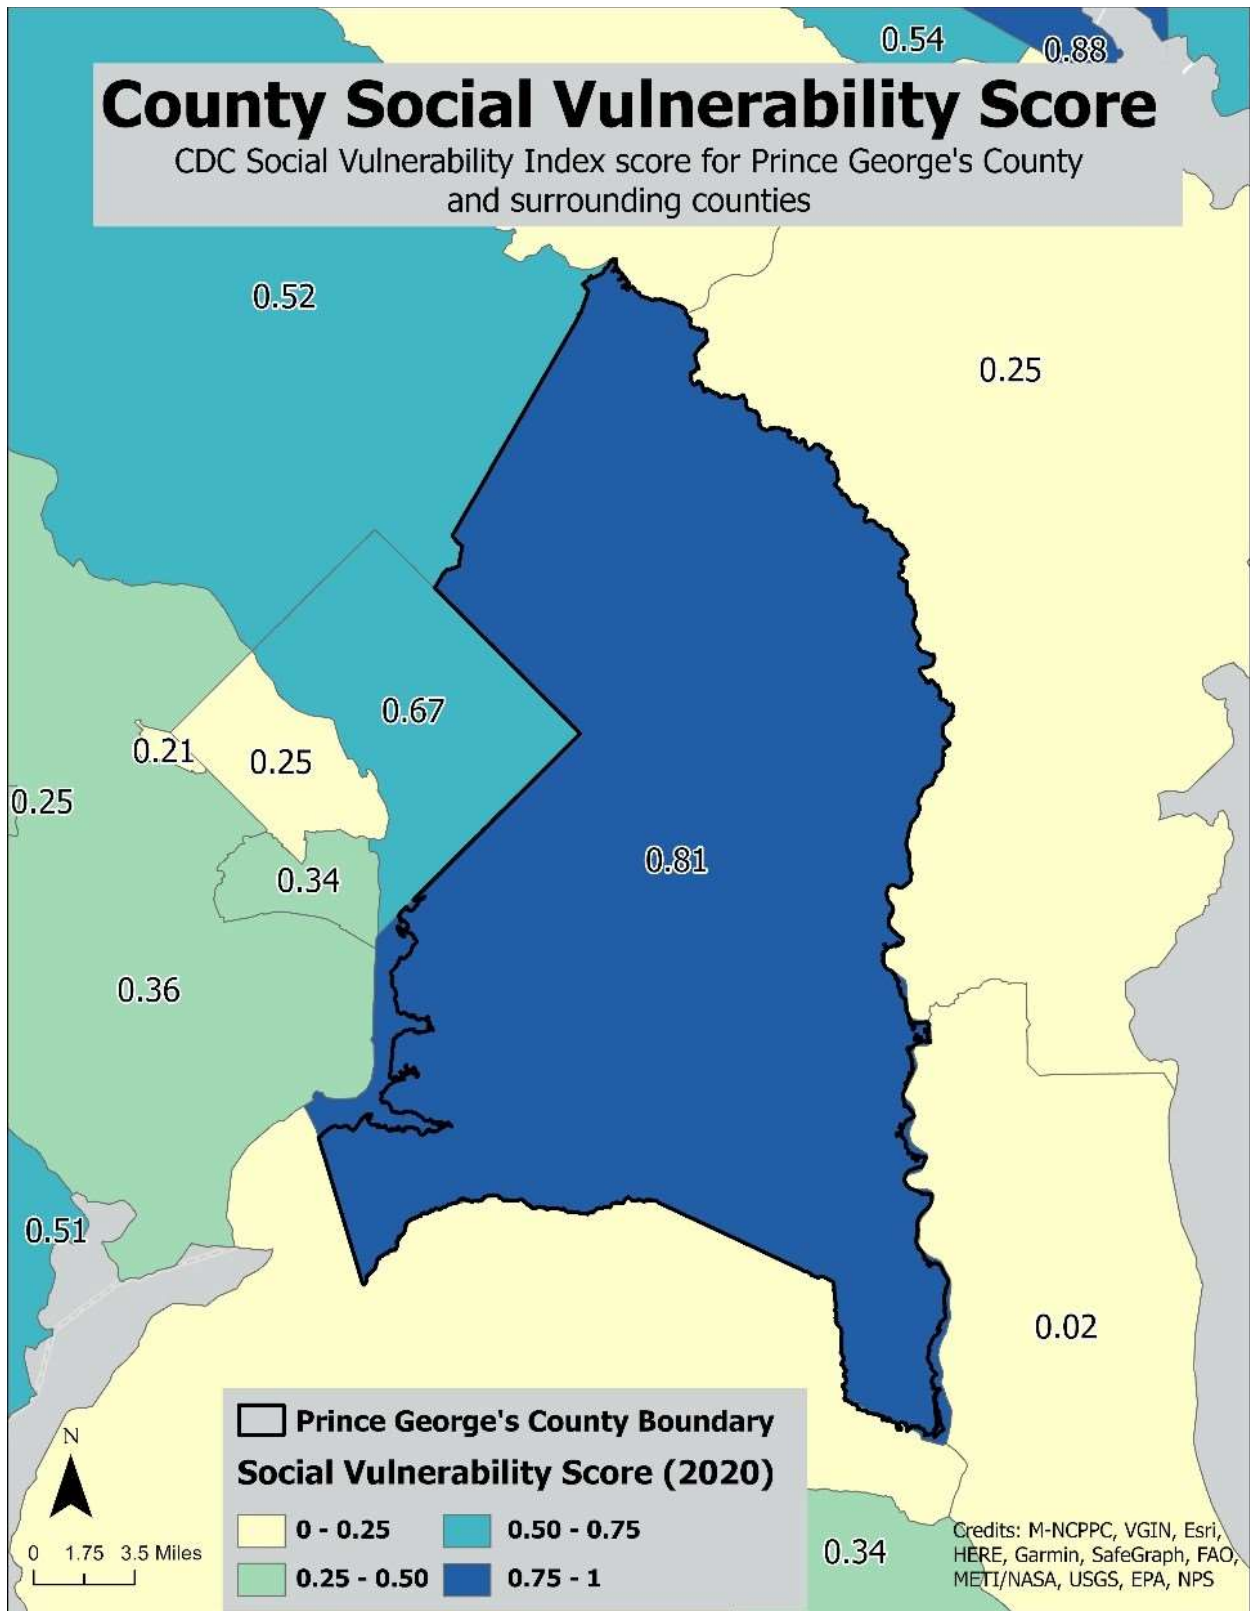 0.54
0.88
County Social Vulnerability Score
CDC Social Vulnerability Index score for Prince George's County
and surrounding counties
0.52
0.25
0.67
0.21
0.25
0.25
0.81
0.34
0.36
0.51
0.02
N
0 1.75 3.5 Miles
Prince George's County Boundary
Social Vulnerability Score (2020)
0 - 0.25
0.50 - 0.75
0.25 - 0.50
0.75 - 1
0.34
Credits: M-NCPPC, VGIN, Esri,
HERE, Garmin, SafeGraph, FAO,
METI/NASA, USGS, EPA, NPS